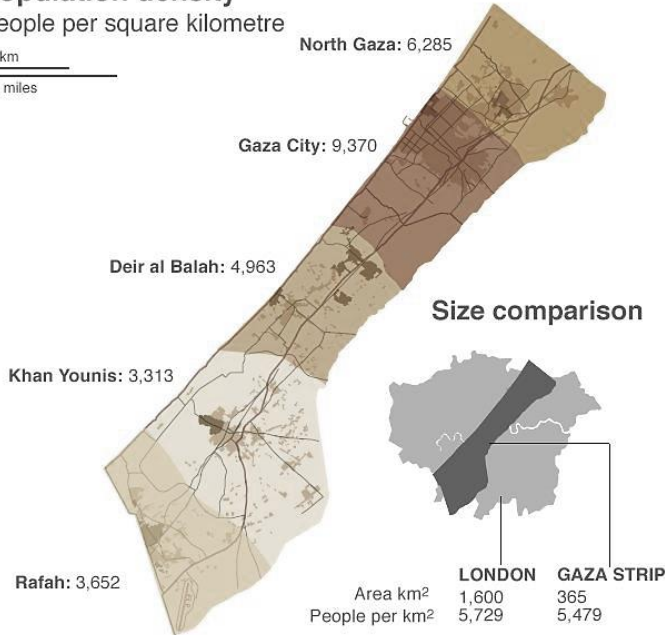 people per square kilometre
km
miles
North Gaza: 6,285
Gaza City: 9,370
Deir al Balah: 4,963
Size comparison
Khan Younis: 3,313
Rafah: 3,652
LONDON GAZA STRIP
Area km² 1,600 365
People per km² 5,729 5,479